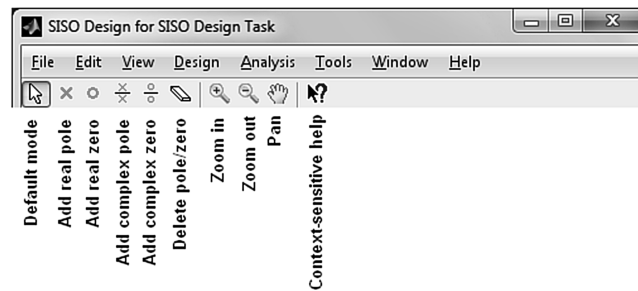 SISO Design for SISO Design Task
File Edit View Design Analysis Tools Window Help
Default mode
Add real pole
Add real zero
Add complex pole
Add complex zero
Delete pole/zero
Zoom in
Zoom out
Pan
Context-sensitive help